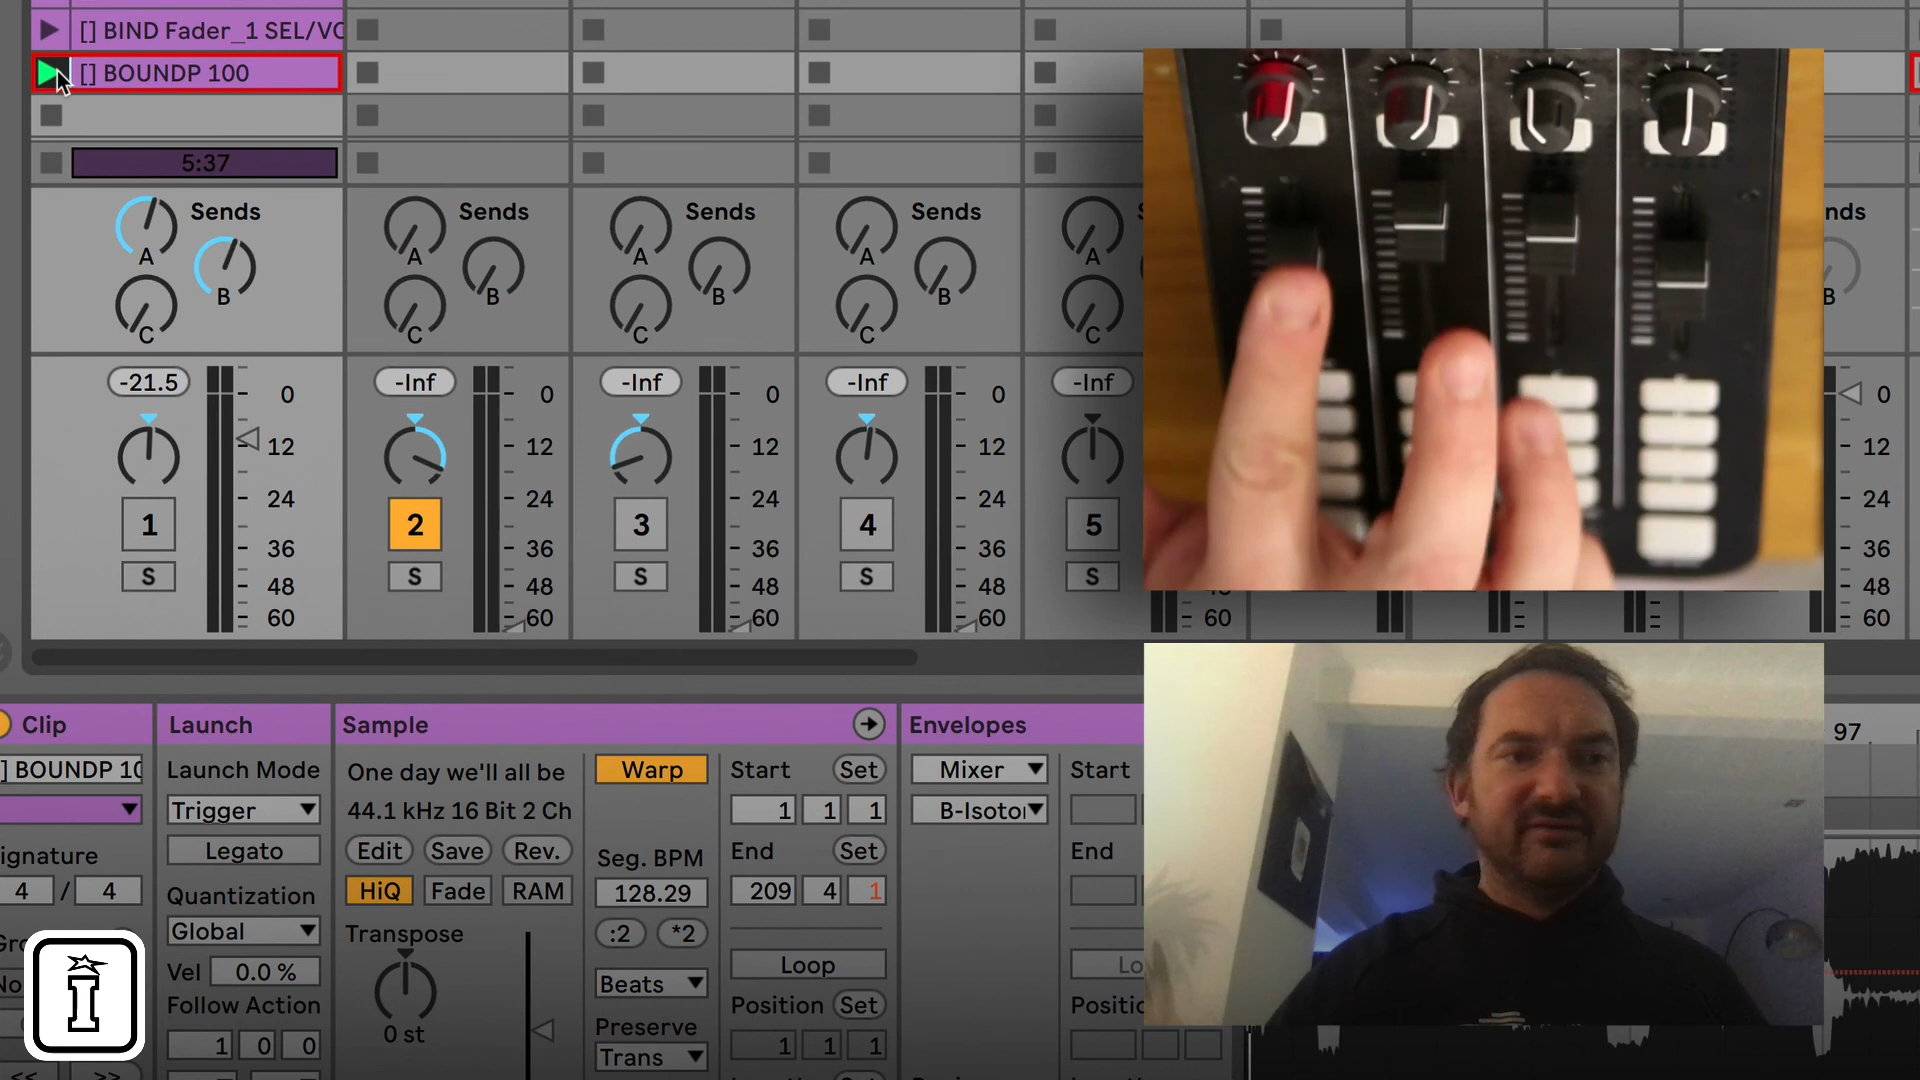 [] BIND Fader_1 SEL/VO
[] BOUNDP 100
5:37
Sends Sends Sends Sends nds
A A A A
B B B B B
C C C C C
-21.5 -Inf -Inf -Inf -Inf
0 0 0 0 0
12 12 12 12 12
24 24 24 24 24
1 2 3 4 5
36 36 36 36 36
S S S S S
48 48 48 48 48
60 60 60 60 60 60
Clip Launch Sample Envelopes 97
] BOUNDP 10 Launch Mode One day we'll all be Warp Start Set Mixer Start
Trigger 44.1 kHz 16 Bit 2 Ch 1 1 1 B-Isoto
ignature Legato Edit Save Rev. Seg. BPM End Set End
4 / 4 Quantization HiQ Fade RAM 128.29 209 4 1
Global Transpose :2 *2
Gro Vel 0.0 % Loop Lo
No Follow Action Beats Position Set Positic
0 st Preserve
1 0 0 Trans 1 1 1
<< >>
I